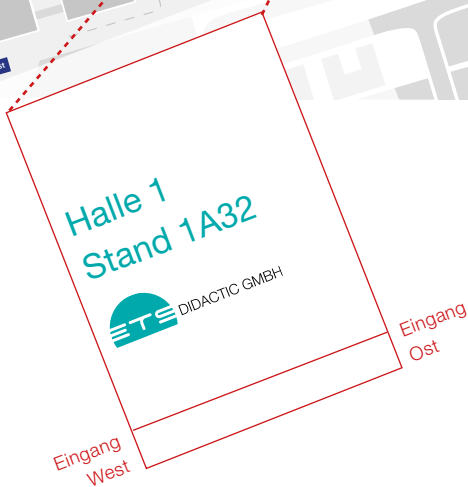 Halle 1
Stand 1A32
ETS DIDACTIC GMBH
Eingang
Ost
Eingang
West